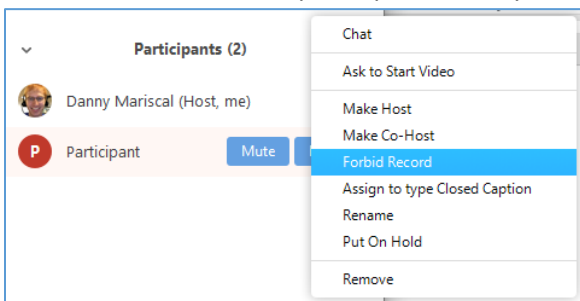 Participants (2)
Danny Mariscal (Host, me)
P Participant Mute
Chat
Ask to Start Video
Make Host
Make Co-Host
Forbid Record
Assign to type Closed Caption
Rename
Put On Hold
Remove